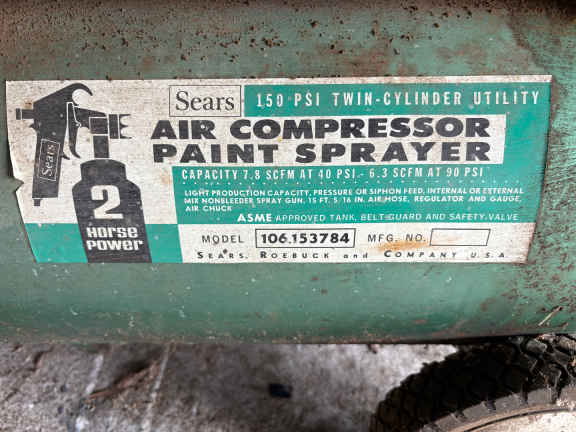 Sears 150 PSI TWIN-CYLINDER UTILITY
AIR COMPRESSOR
PAINT SPRAYER
CAPACITY 7.8 SCFM AT 40 PSI - 6.3 SCFM AT 90 PSI
LIGHT PRODUCTION CAPACITY, PRESSURE OR SIPHON FEED, INTERNAL OR EXTERNAL
MIX NONBLEEDER SPRAY GUN, 15 FT. 5/16 IN. AIR HOSE, REGULATOR AND GAUGE,
AIR CHUCK
ASME APPROVED TANK, BELT GUARD AND SAFETY VALVE
MODEL 106.153784 MFG. NO.
SEARS, ROEBUCK and COMPANY U.S.A.
Sears
2
HORSE
POWER